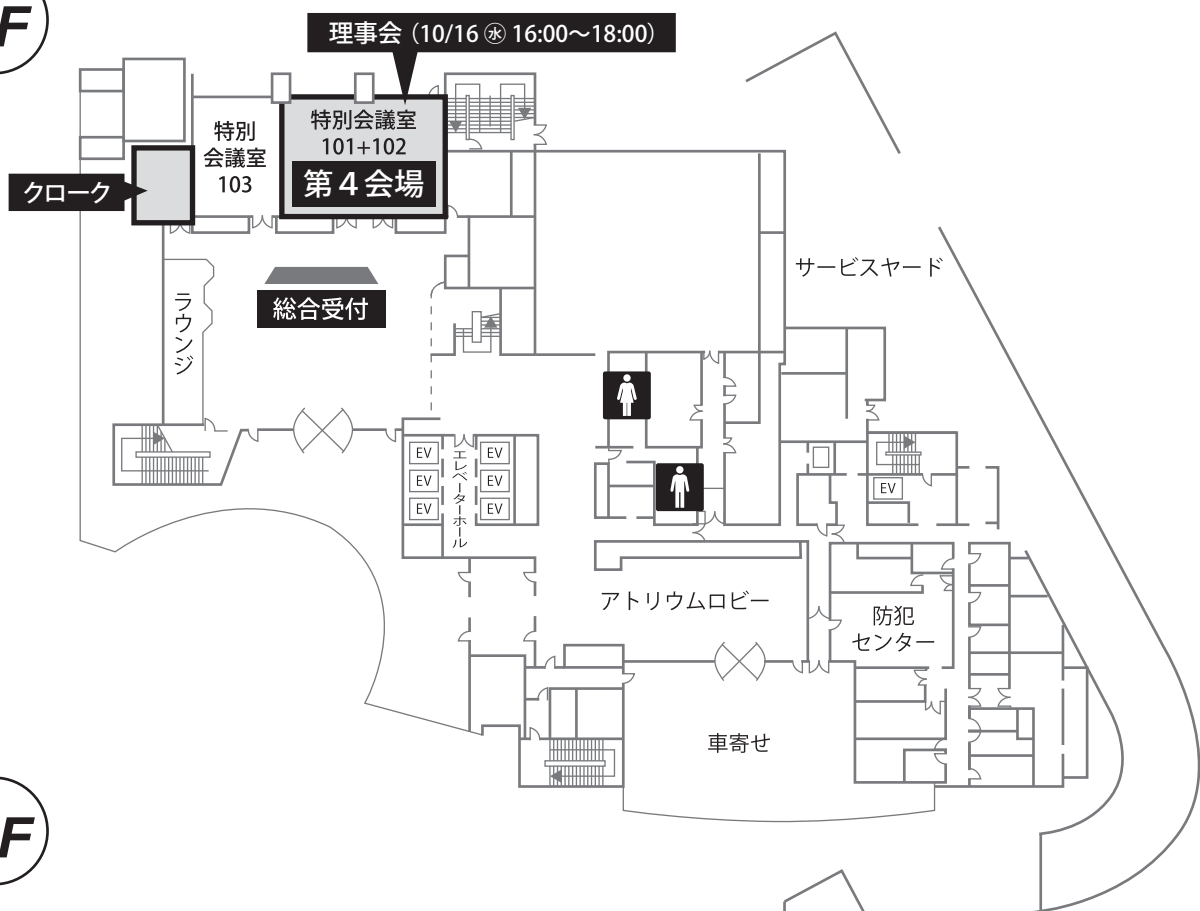 F
理事会（10/16㊌ 16:00〜18:00）
特別会議室
101+102
第４会場
特別
会議室
103
クローク
サービスヤード
総合受付
ラウンジ
EV
EV
EV
EV
EV
EV
エレベーターホール
EV
アトリウムロビー
防犯
センター
車寄せ
F